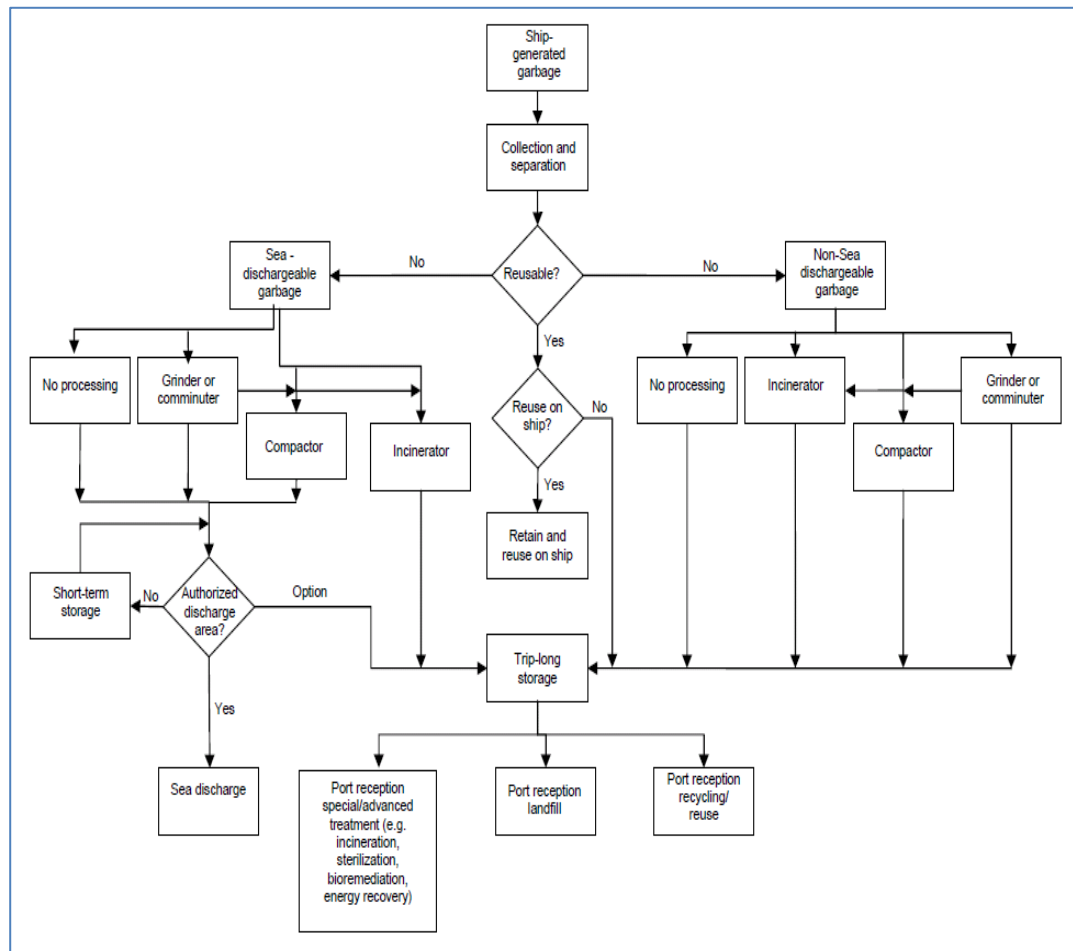 Ship-
generated
garbage
Collection and
separation
Sea -
dischargeable
garbage
No
Reusable?
No
Non-Sea
dischargeable
garbage
Yes
No processing
Grinder or
comminuter
Compactor
Incinerator
Reuse on
ship?
No
No processing
Incinerator
Grinder or
comminuter
Compactor
Yes
Retain and
reuse on ship
Short-term
storage
No
Authorized
discharge
area?
Option
Trip-long
storage
Yes
Sea discharge
Port reception
special/advanced
treatment (e.g.
incineration,
sterilization,
bioremediation,
energy recovery)
Port reception
landfill
Port reception
recycling/
reuse